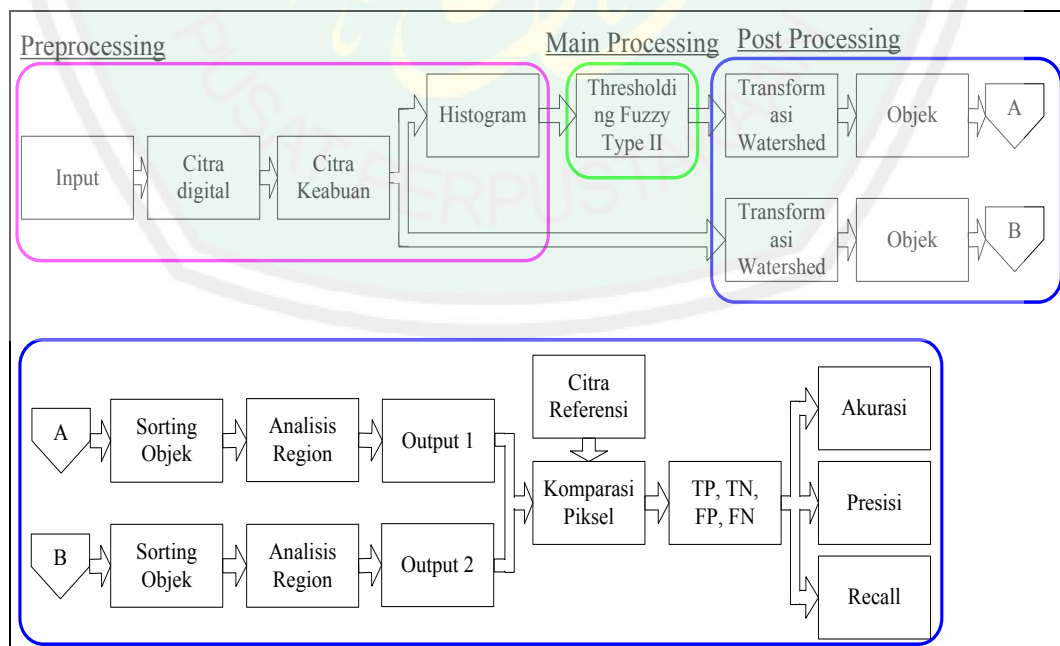 Preprocessing
Main Processing
Post Processing
Input
Citra
digital
Citra
Keabuan
Histogram
Thresholdi
ng Fuzzy
Type II
Transform
asi
Watershed
Objek
A
Transform
asi
Watershed
Objek
B
A
Sorting
Objek
Analisis
Region
Output 1
B
Sorting
Objek
Analisis
Region
Output 2
Citra
Referensi
Komparasi
Piksel
TP, TN,
FP, FN
Akurasi
Presisi
Recall
PUSAT PERPUSTAKAAN